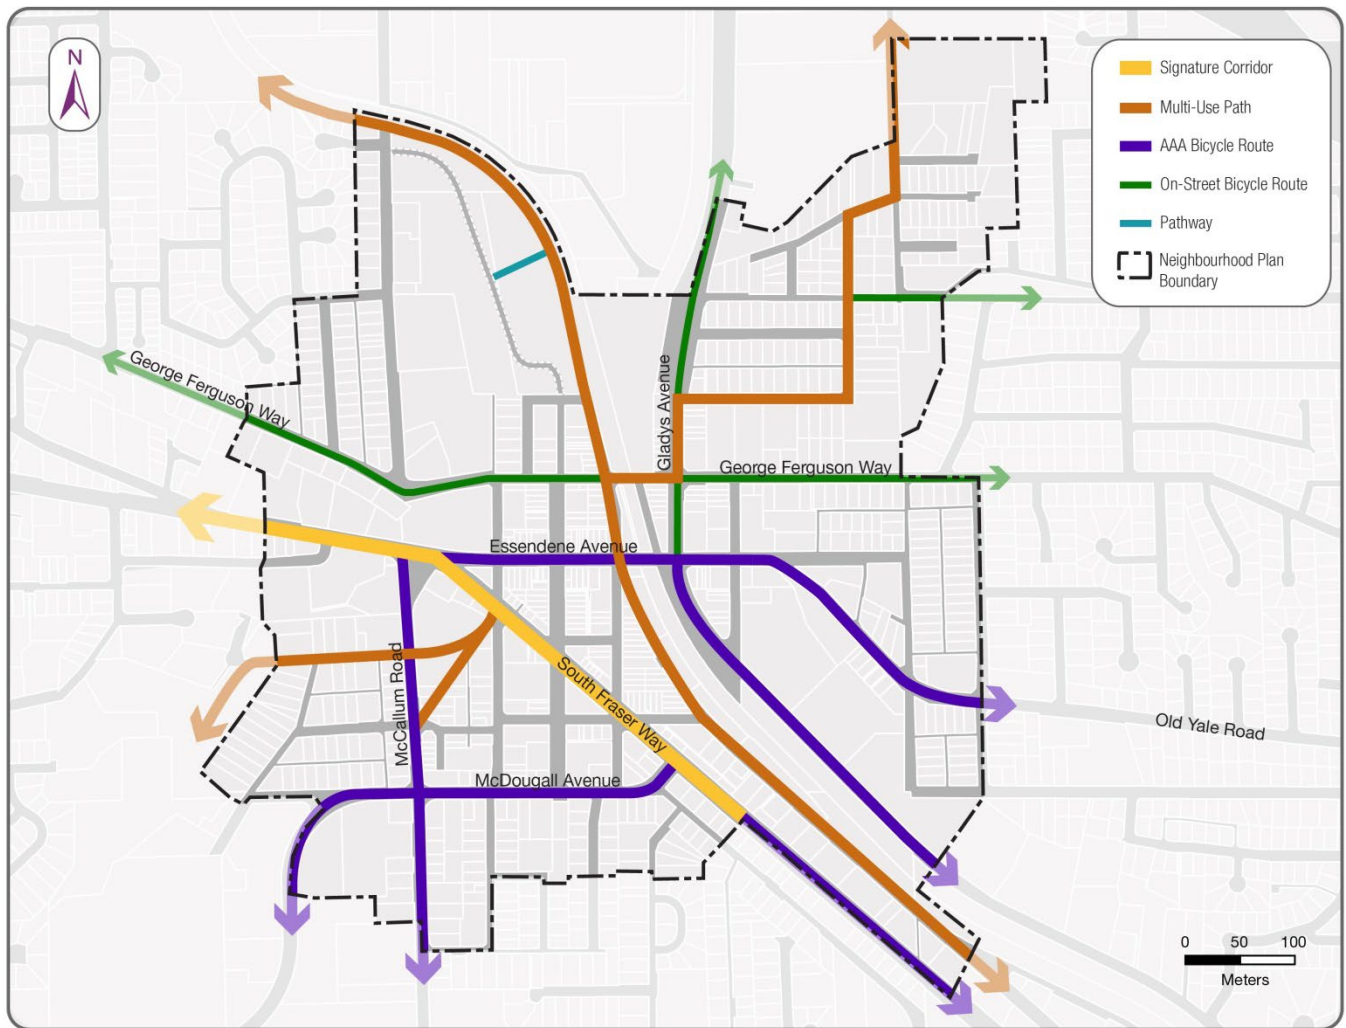 N
Signature Corridor
Multi-Use Path
AAA Bicycle Route
On-Street Bicycle Route
Pathway
Neighbourhood Plan
Boundary
George Ferguson Way
Gladys Avenue
George Ferguson Way
Essendene Avenue
McCallum Road
South Fraser Way
Old Yale Road
McDougall Avenue
0 50 100
Meters